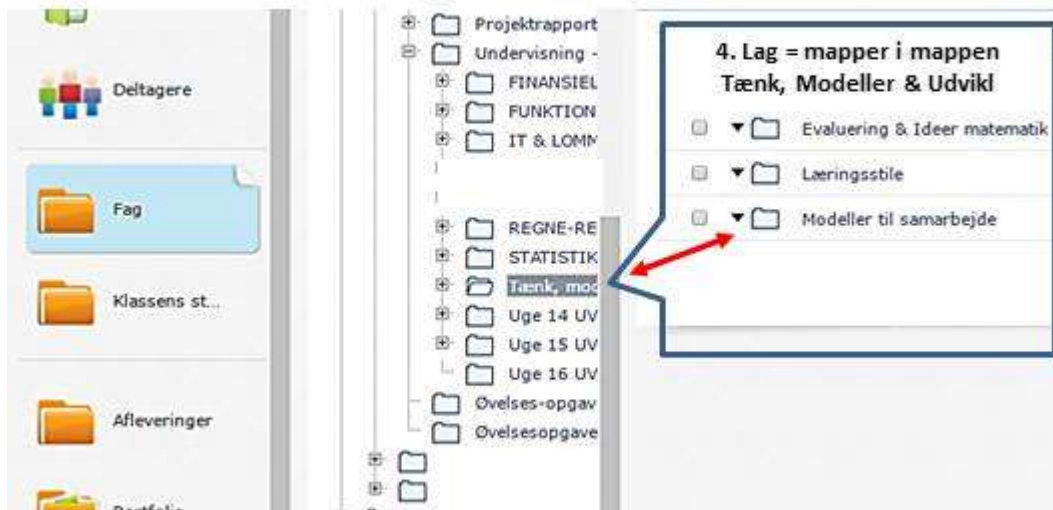 Deltagere
Fag
Klassens st...
Afleveringer
Projektrapport
Undervisning -
FINANSIEL
FUNKTION
IT & LOMM
REGNE-RE
STATISTIK
Tænk, mod
Uge 14 UV
Uge 15 UV
Uge 16 UV
Øvelses-opgav
Øvelsesopgave
4. Lag = mapper i mappen
Tænk, Modeller & Udvikl
Evaluering & Ideer matematik
Læringsstile
Modeller til samarbejde